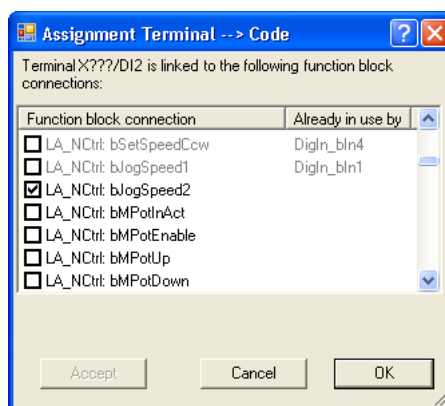 Assignment Terminal --> Code
Terminal X???/DI2 is linked to the following function block
connections:
Function block connection Already in use by
LA_NCtrl: bSetSpeedCcw DigIn_bIn4
LA_NCtrl: bJogSpeed1 DigIn_bIn1
LA_NCtrl: bJogSpeed2
LA_NCtrl: bMPotInAct
LA_NCtrl: bMPotEnable
LA_NCtrl: bMPotUp
LA_NCtrl: bMPotDown
Accept Cancel OK